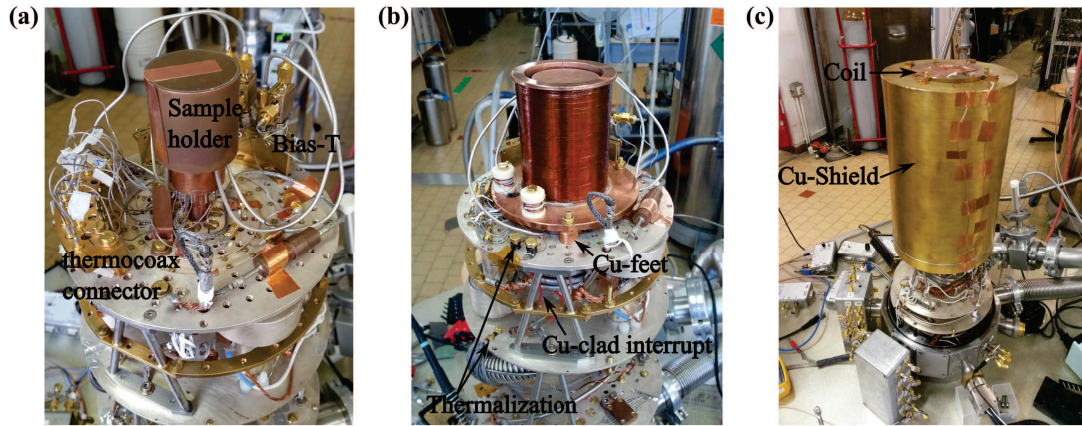 (a)
Sample
holder
Bias-T
thermocoax
connector
(b)
Cu-feet
Cu-clad interrupt
Thermalization
(c)
Coil
Cu-Shield